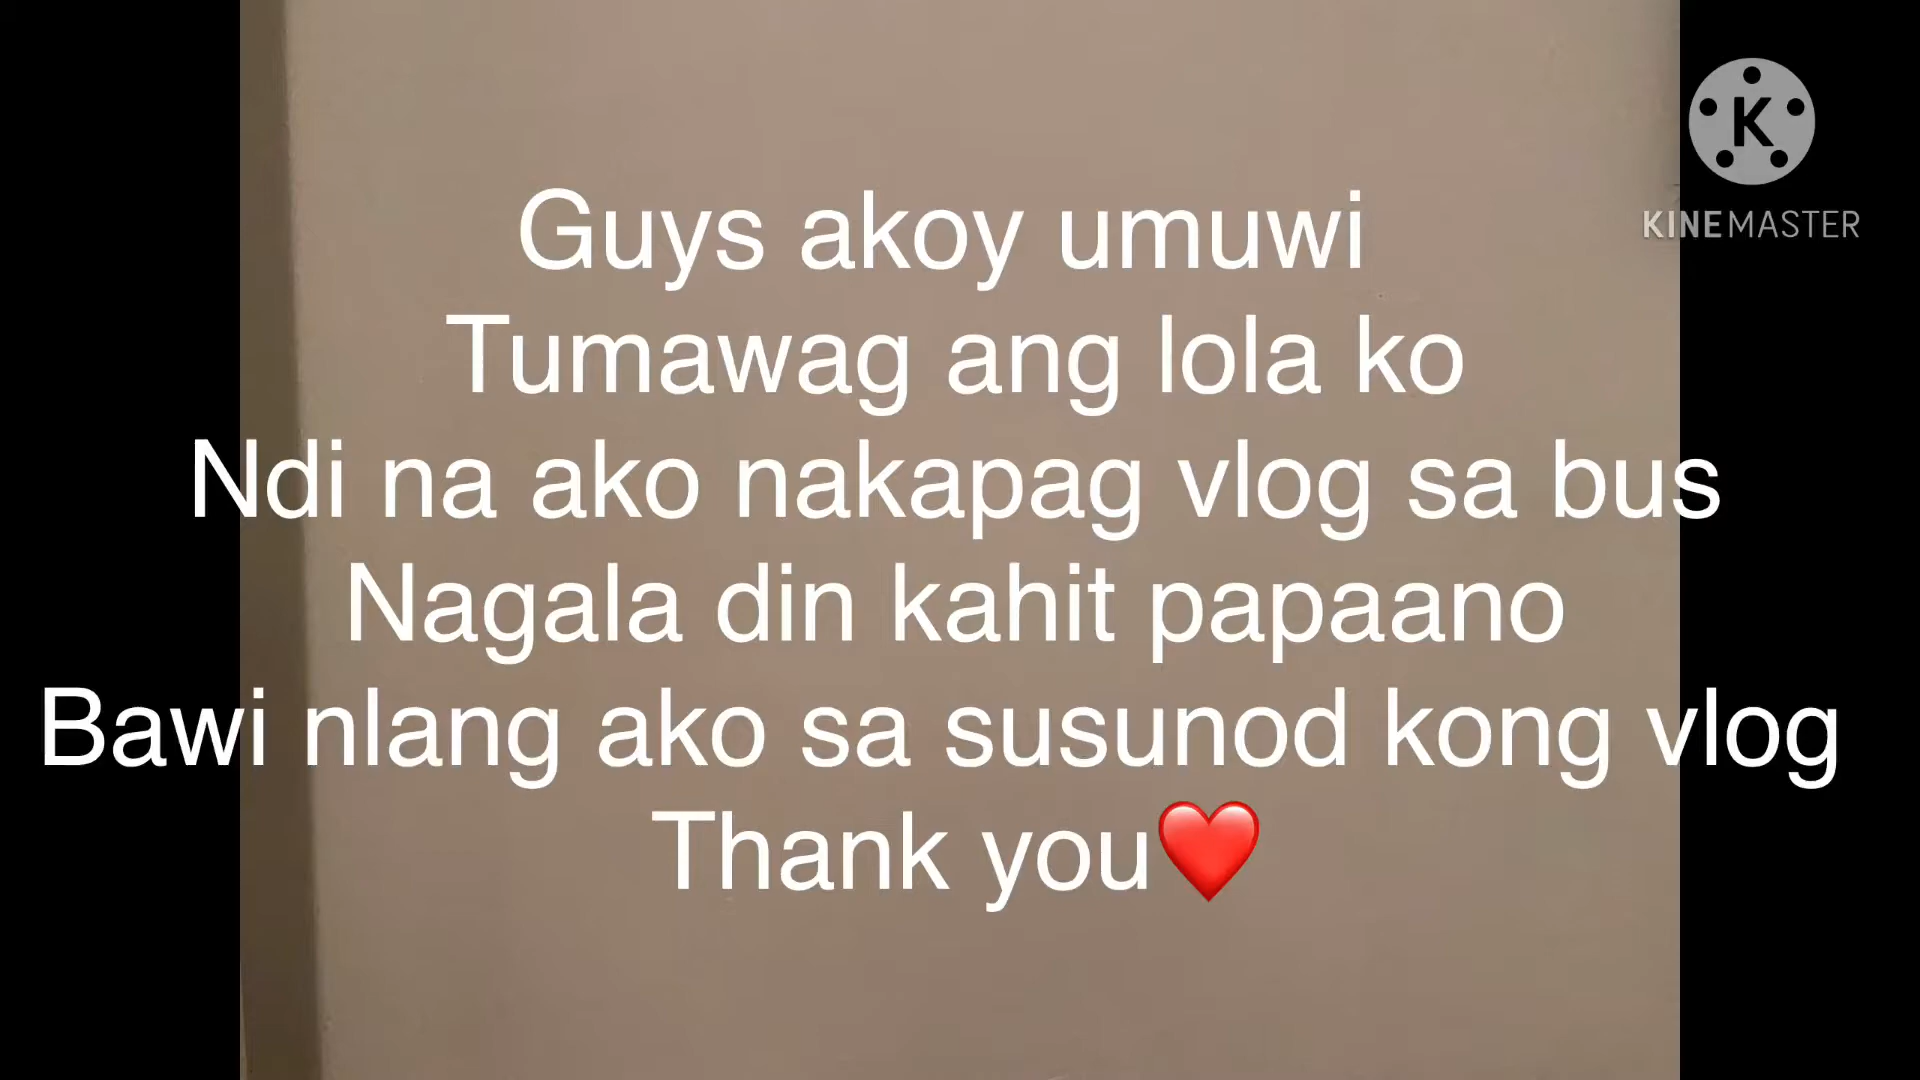 K
KINEMASTER
Guys akoy umuwi
Tumawag ang lola ko
Ndi na ako nakapag vlog sa bus
Nagala din kahit papaano
Bawi nlang ako sa susunod kong vlog
Thank you❤️